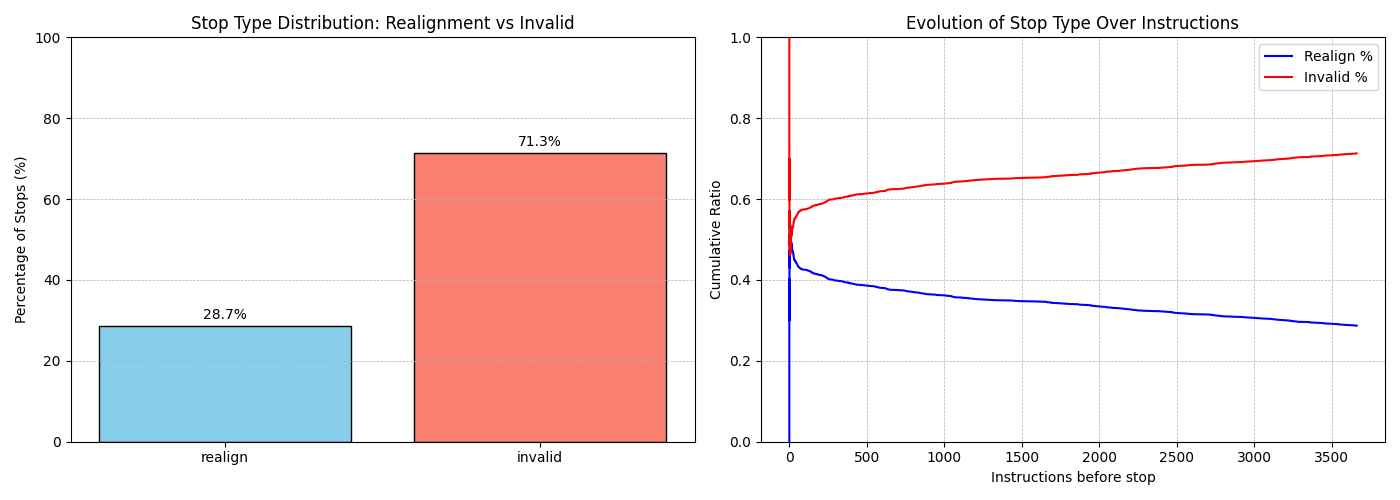 Stop Type Distribution: Realignment vs Invalid
Percentage of Stops (%)
100
80
60
40
20
0
28.7%
71.3%
realign
invalid
Evolution of Stop Type Over Instructions
Cumulative Ratio
1.0
0.8
0.6
0.4
0.2
0.0
Realign %
Invalid %
0
500
1000
1500
2000
2500
3000
3500
Instructions before stop